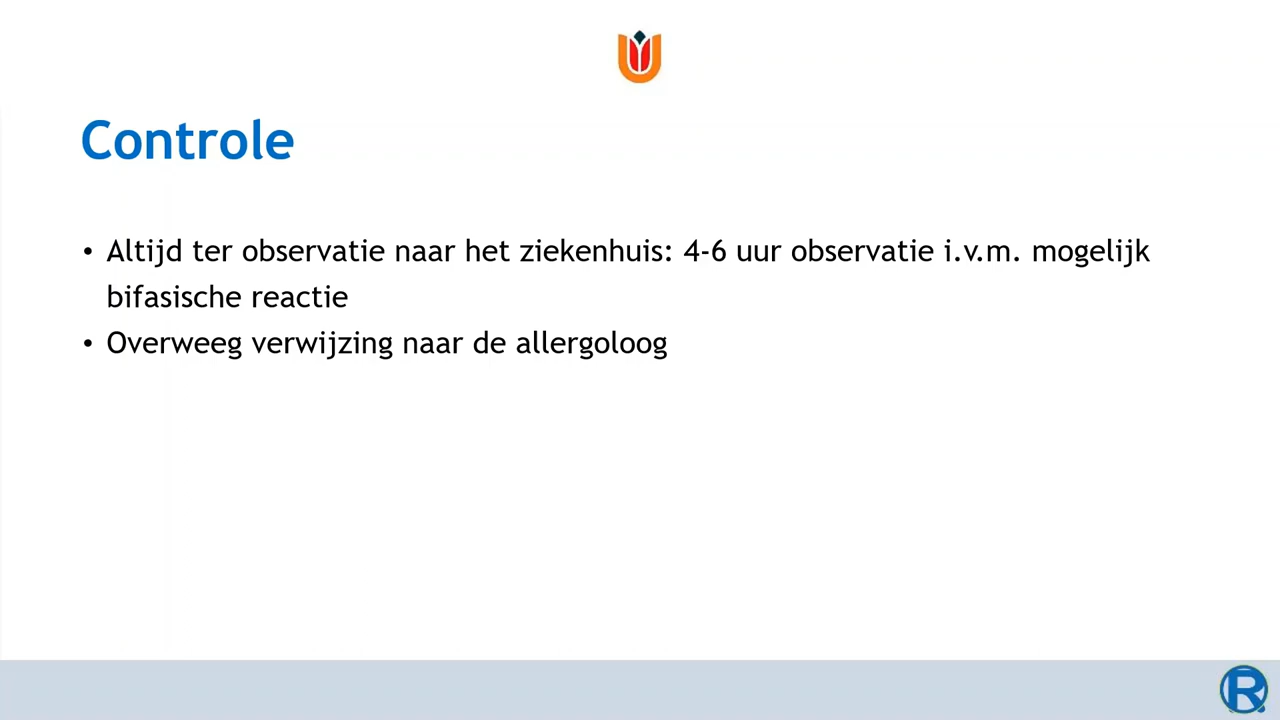 Controle
• Altijd ter observatie naar het ziekenhuis: 4-6 uur observatie i.v.m. mogelijk
bifasische reactie
• Overweeg verwijzing naar de allergoloog
R